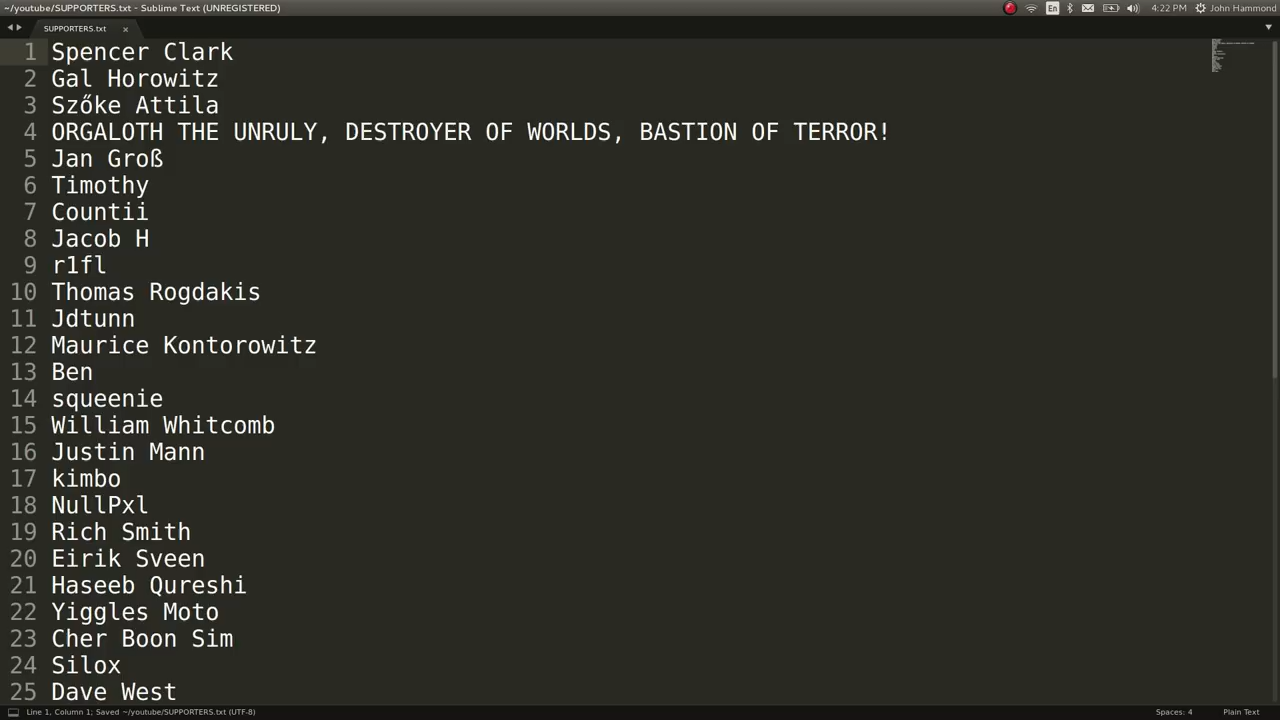 ~/youtube/SUPPORTERS.txt - Sublime Text (UNREGISTERED)
En
4:22 PM
John Hammond
SUPPORTERS.txt ×
1 Spencer Clark
2 Gal Horowitz
3 Szőke Attila
4 ORGALOTH THE UNRULY, DESTROYER OF WORLDS, BASTION OF TERROR!
5 Jan Groß
6 Timothy
7 Countii
8 Jacob H
9 r1fl
10 Thomas Rogdakis
11 Jdtunn
12 Maurice Kontorowitz
13 Ben
14 squeenie
15 William Whitcomb
16 Justin Mann
17 kimbo
18 NullPxl
19 Rich Smith
20 Eirik Sveen
21 Haseeb Qureshi
22 Yiggles Moto
23 Cher Boon Sim
24 Silox
25 Dave West
Line 1, Column 1; Saved ~/youtube/SUPPORTERS.txt (UTF-8)
Spaces: 4
Plain Text